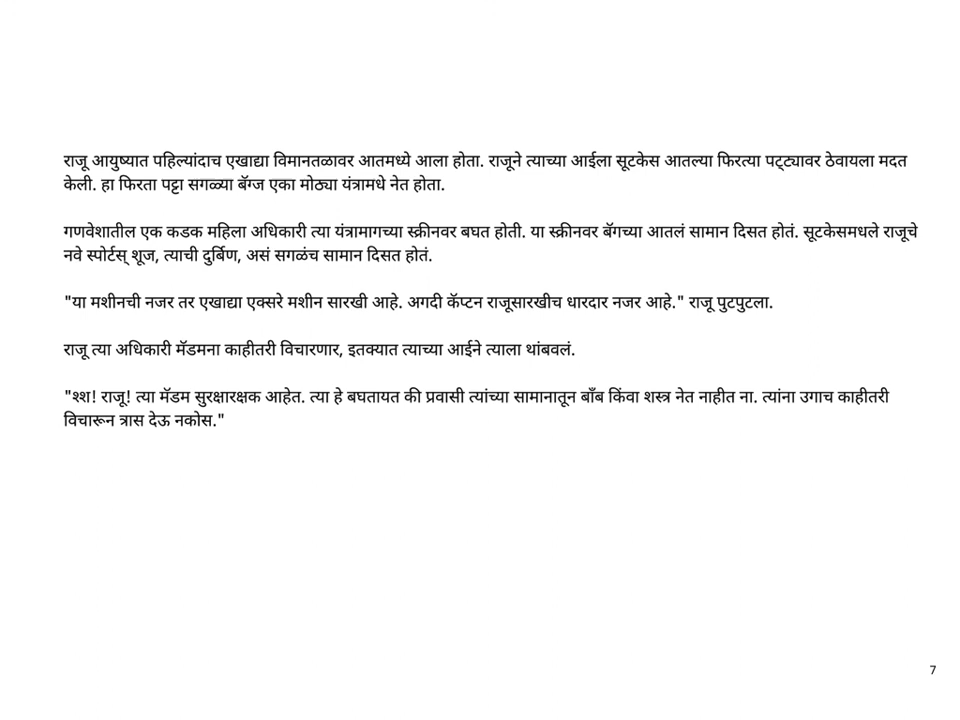 राजू आयुष्यात पहिल्यांदाच एखाद्या विमानतळावर आतमध्ये आला होता. राजूने त्याच्या आईला सूटकेस आतल्या फिरत्या पट्ट्यावर ठेवायला मदत
केली. हा फिरता पट्टा सगळ्या बॅग्ज एका मोठ्या यंत्रामधे नेत होता.
गणवेशातील एक कडक महिला अधिकारी त्या यंत्रामागच्या स्क्रीनवर बघत होती. या स्क्रीनवर बॅगच्या आतलं सामान दिसत होतं. सूटकेसमधले राजूचे
नवे स्पोर्टस् शूज, त्याची दुर्बिण, असं सगळंच सामान दिसत होतं.
"या मशीनची नजर तर एखाद्या एक्सरे मशीन सारखी आहे. अगदी कॅप्टन राजूसारखीच धारदार नजर आहे." राजू पुटपुटला.
राजू त्या अधिकारी मॅडमना काहीतरी विचारणार, इतक्यात त्याच्या आईने त्याला थांबवलं.
"श्श! राजू! त्या मॅडम सुरक्षारक्षक आहेत. त्या हे बघतायत की प्रवासी त्यांच्या सामानातून बाँब किंवा शस्त्र नेत नाहीत ना. त्यांना उगाच काहीतरी
विचारून त्रास देऊ नकोस."
7